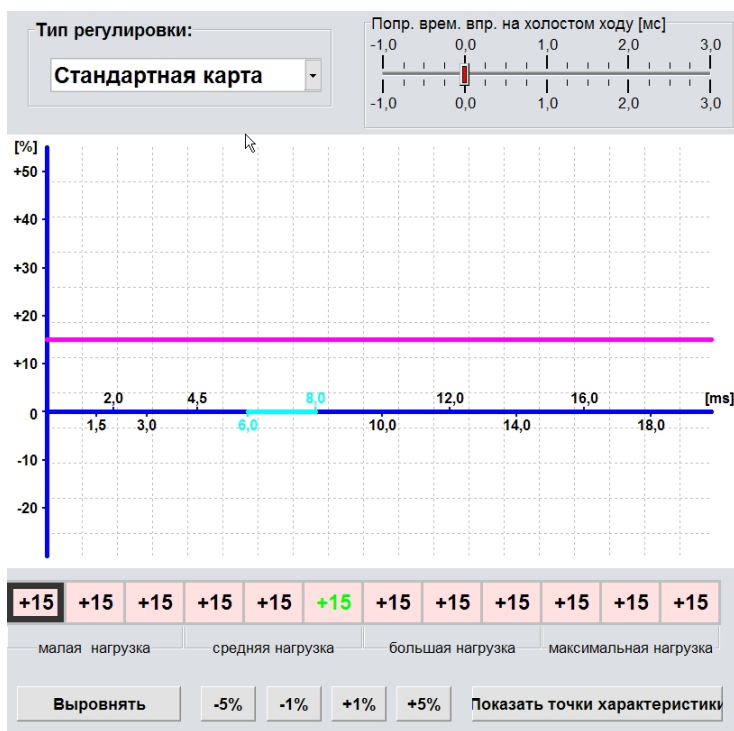 Тип регулировки:
Стандартная карта
Попр. врем. впр. на холостом ходу [мс]
-1,0 0,0 1,0 2,0 3,0
-1,0 0,0 1,0 2,0 3,0
[%]
+50
+40
+30
+20
+10
2,0 4,5 8,0 12,0 16,0 [ms]
0
1,5 3,0 6,0 10,0 14,0 18,0
-10
-20
+15 +15 +15 +15 +15 +15 +15 +15 +15 +15 +15 +15
малая нагрузка средняя нагрузка большая нагрузка максимальная нагрузка
Выровнять -5% -1% +1% +5% Показать точки характеристики